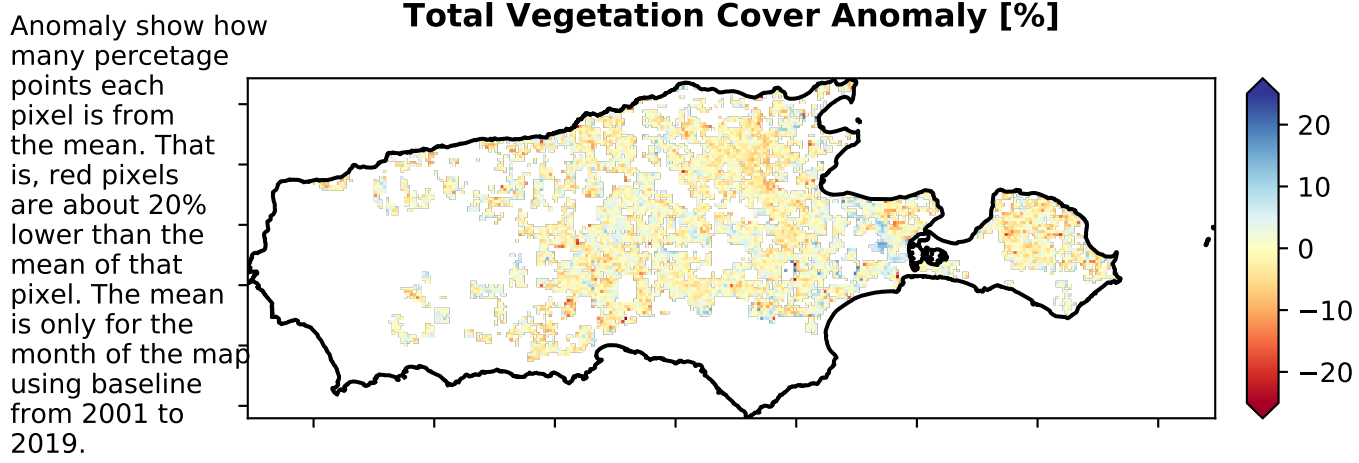 Total Vegetation Cover Anomaly [%]
Anomaly show how
many percetage
points each
pixel is from
the mean. That
is, red pixels
are about 20%
lower than the
mean of that
pixel. The mean
is only for the
month of the map
using baseline
from 2001 to
2019.
20
10
0
−10
−20